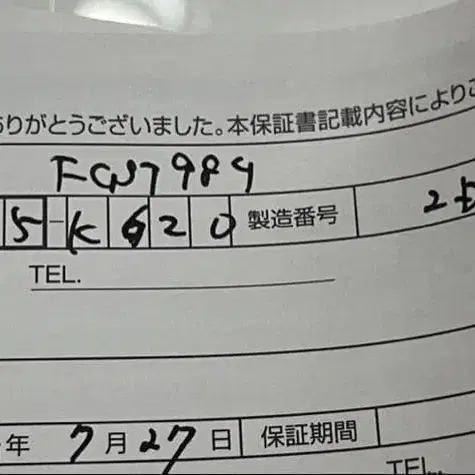 ありがとうございました。本保証書記載内容によりご
5-K620 製造番号
TEL.
年 7月27日 保証期間
TEL.